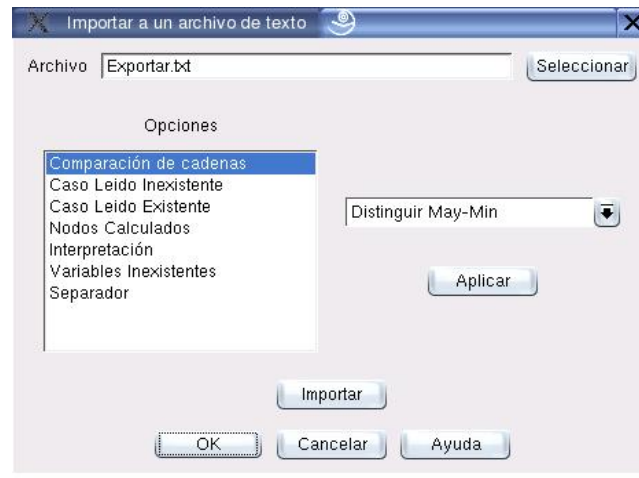 Importar a un archivo de texto
Archivo Exportar.txt Seleccionar
Opciones
Comparación de cadenas
Caso Leido Inexistente
Caso Leido Existente
Nodos Calculados
Interpretación
Variables Inexistentes
Separador
Distinguir May-Min
Aplicar
Importar
OK Cancelar Ayuda